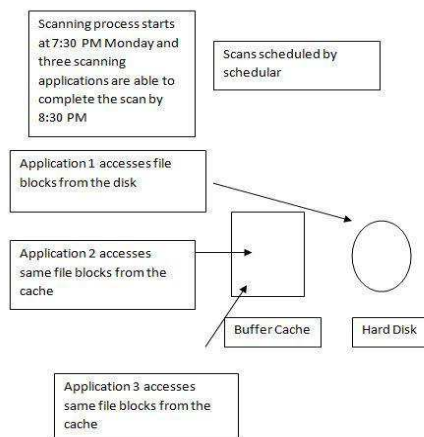 Scanning process starts
at 7:30 PM Monday and
three scanning
applications are able to
complete the scan by
8:30 PM
Scans scheduled by
schedular
Application 1 accesses file
blocks from the disk
Application 2 accesses
same file blocks from the
cache
Buffer Cache
Hard Disk
Application 3 accesses
same file blocks from the
cache